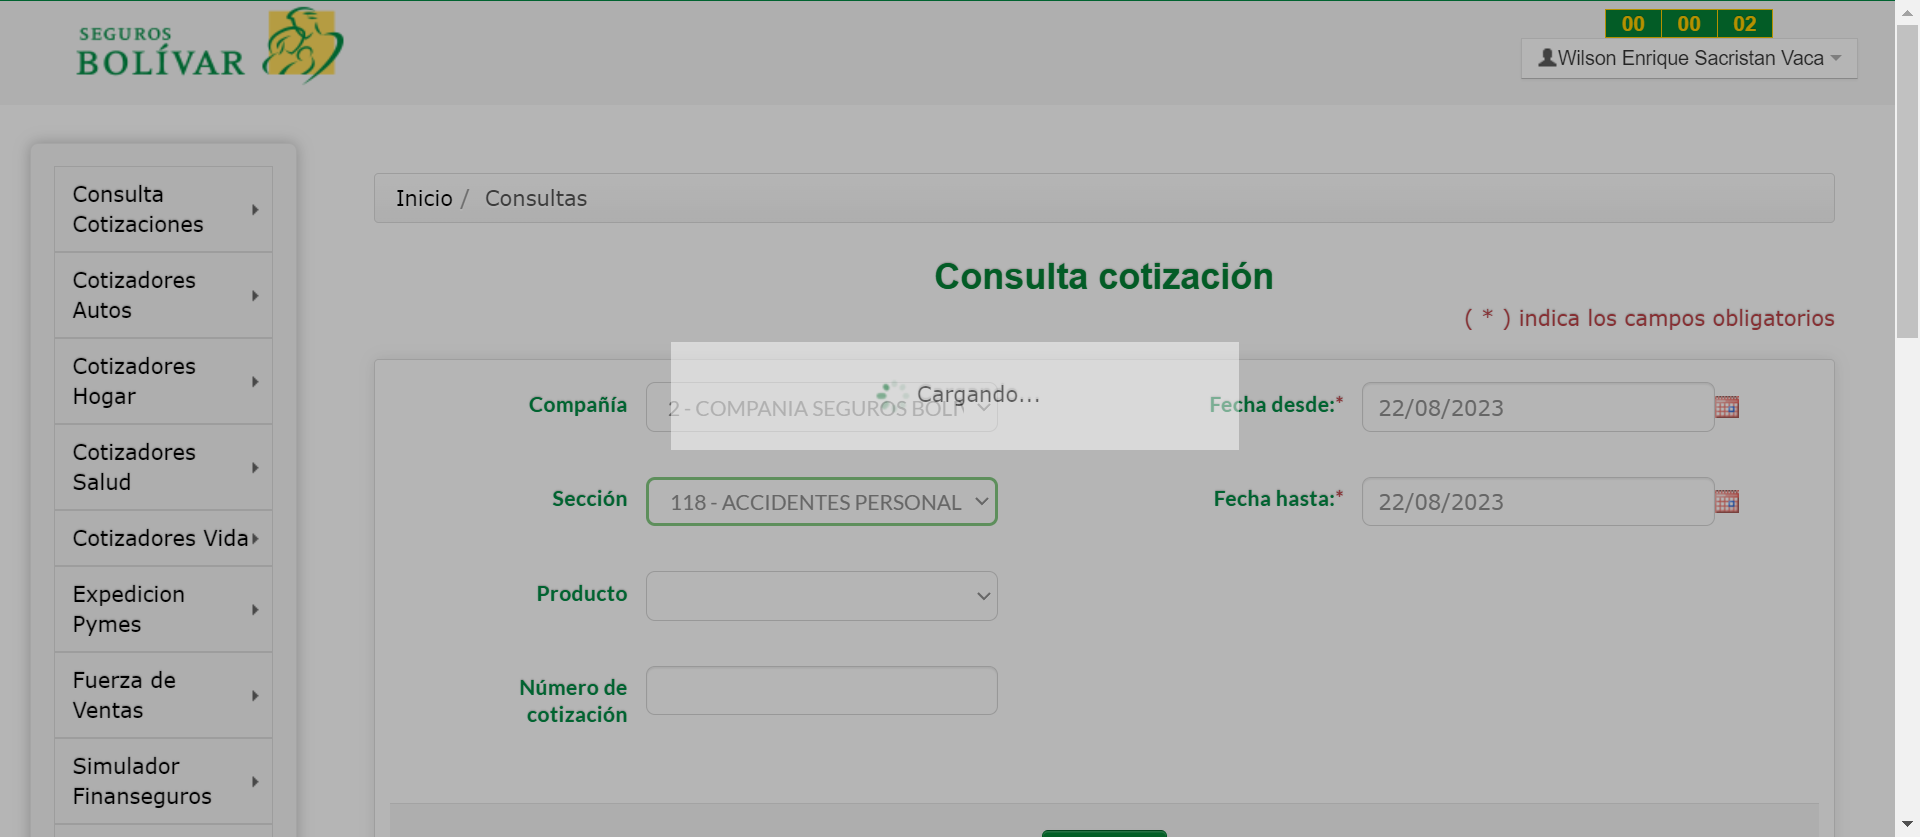 SEGUROS
BOLÍVAR
00 00 02
Wilson Enrique Sacristan Vaca
Consulta
Cotizaciones
Cotizadores
Autos
Cotizadores
Hogar
Cotizadores
Salud
Cotizadores Vida
Expedicion
Pymes
Fuerza de
Ventas
Simulador
Finanseguros
Inicio / Consultas
Consulta cotización
( * ) indica los campos obligatorios
Cargando...
Compañía
2 - COMPANIA SEGUROS BOLI
Fecha desde:*
22/08/2023
Sección
118 - ACCIDENTES PERSONAL
Fecha hasta:*
22/08/2023
Producto
Número de
cotización